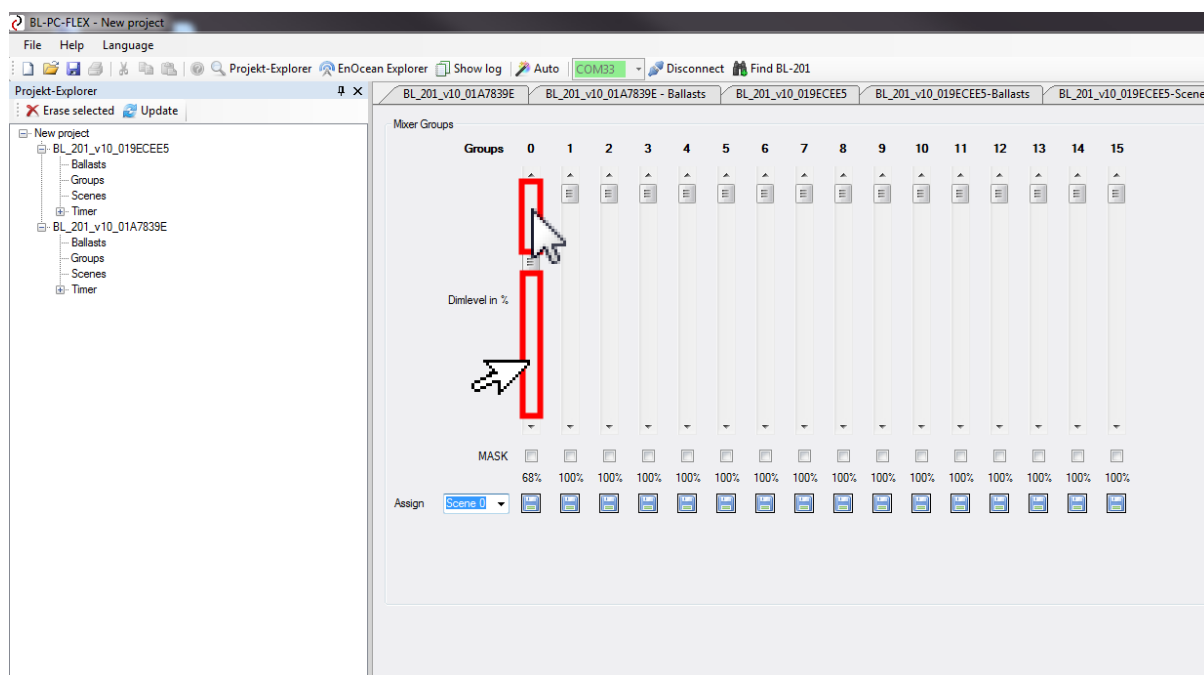 BL-PC-FLEX - New project
File Help Language
Projekt-Explorer EnOcean Explorer Show log Auto COM33 Disconnect Find BL-201
Projekt-Explorer
BL_201_v10_01A7839E BL_201_v10_01A7839E - Ballasts BL_201_v10_019ECEE5 BL_201_v10_019ECEE5-Ballasts BL_201_v10_019ECEE5-Scene
Erase selected Update
New project
BL_201_v10_019ECEE5
Ballasts
Groups
Scenes
Timer
BL_201_v10_01A7839E
Ballasts
Groups
Scenes
Timer
Mixer Groups
Groups 0 1 2 3 4 5 6 7 8 9 10 11 12 13 14 15
Dimlevel in %
MASK
68% 100% 100% 100% 100% 100% 100% 100% 100% 100% 100% 100% 100% 100% 100% 100%
Assign Scene 0